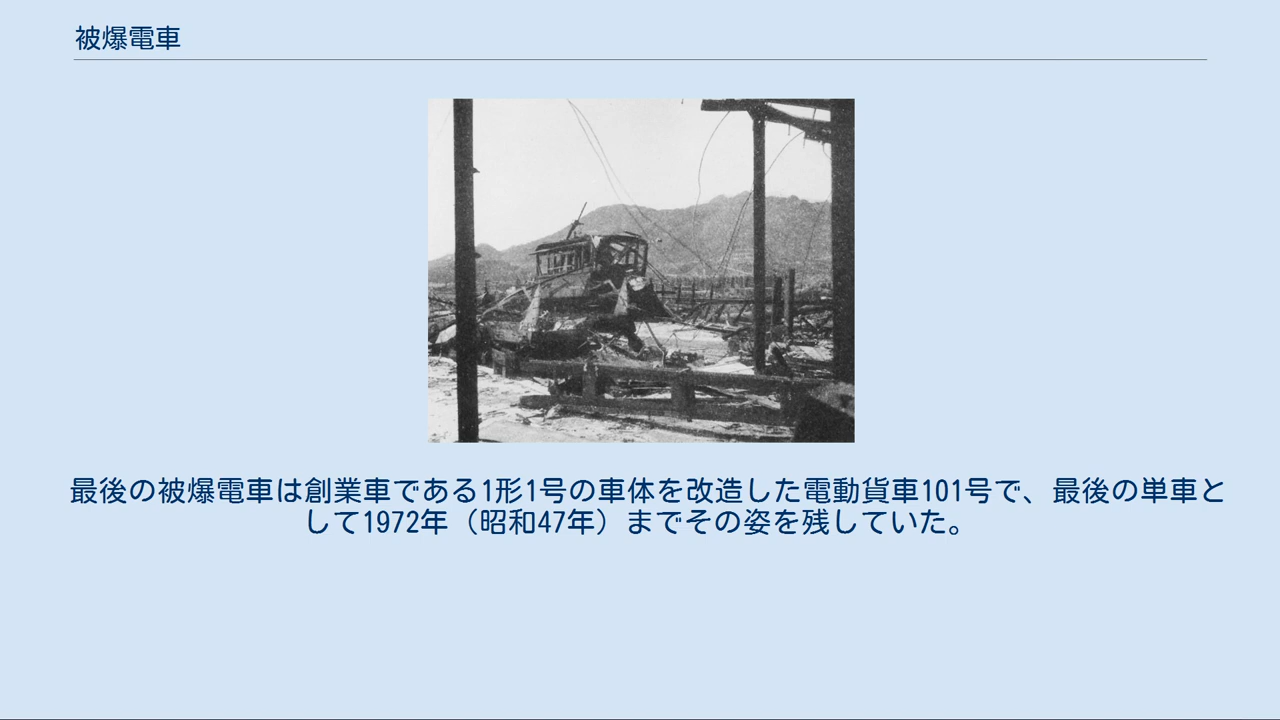 被爆電車
最後の被爆電車は創業車である1形1号の車体を改造した電動貨車101号で、最後の単車と
して1972年（昭和47年）までその姿を残していた。